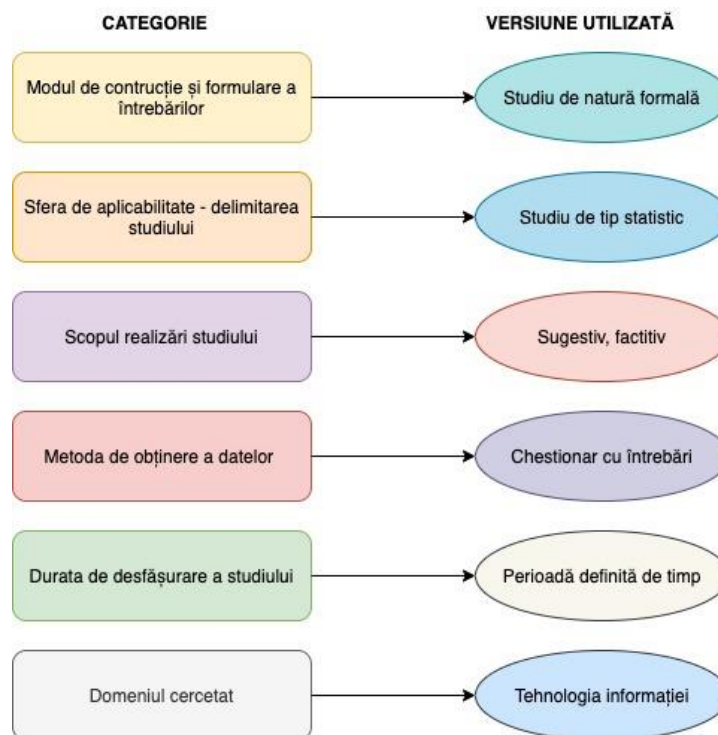 CATEGORIE
VERSIUNE UTILIZATĂ
Modul de contrucție și formulare a
întrebărilor
Studiu de natură formală
Sfera de aplicabilitate - delimitarea
studiului
Studiu de tip statistic
Scopul realizări studiului
Sugestiv, factitiv
Metoda de obținere a datelor
Chestionar cu întrebări
Durata de desfășurare a studiului
Perioadă definită de timp
Domeniul cercetat
Tehnologia informației